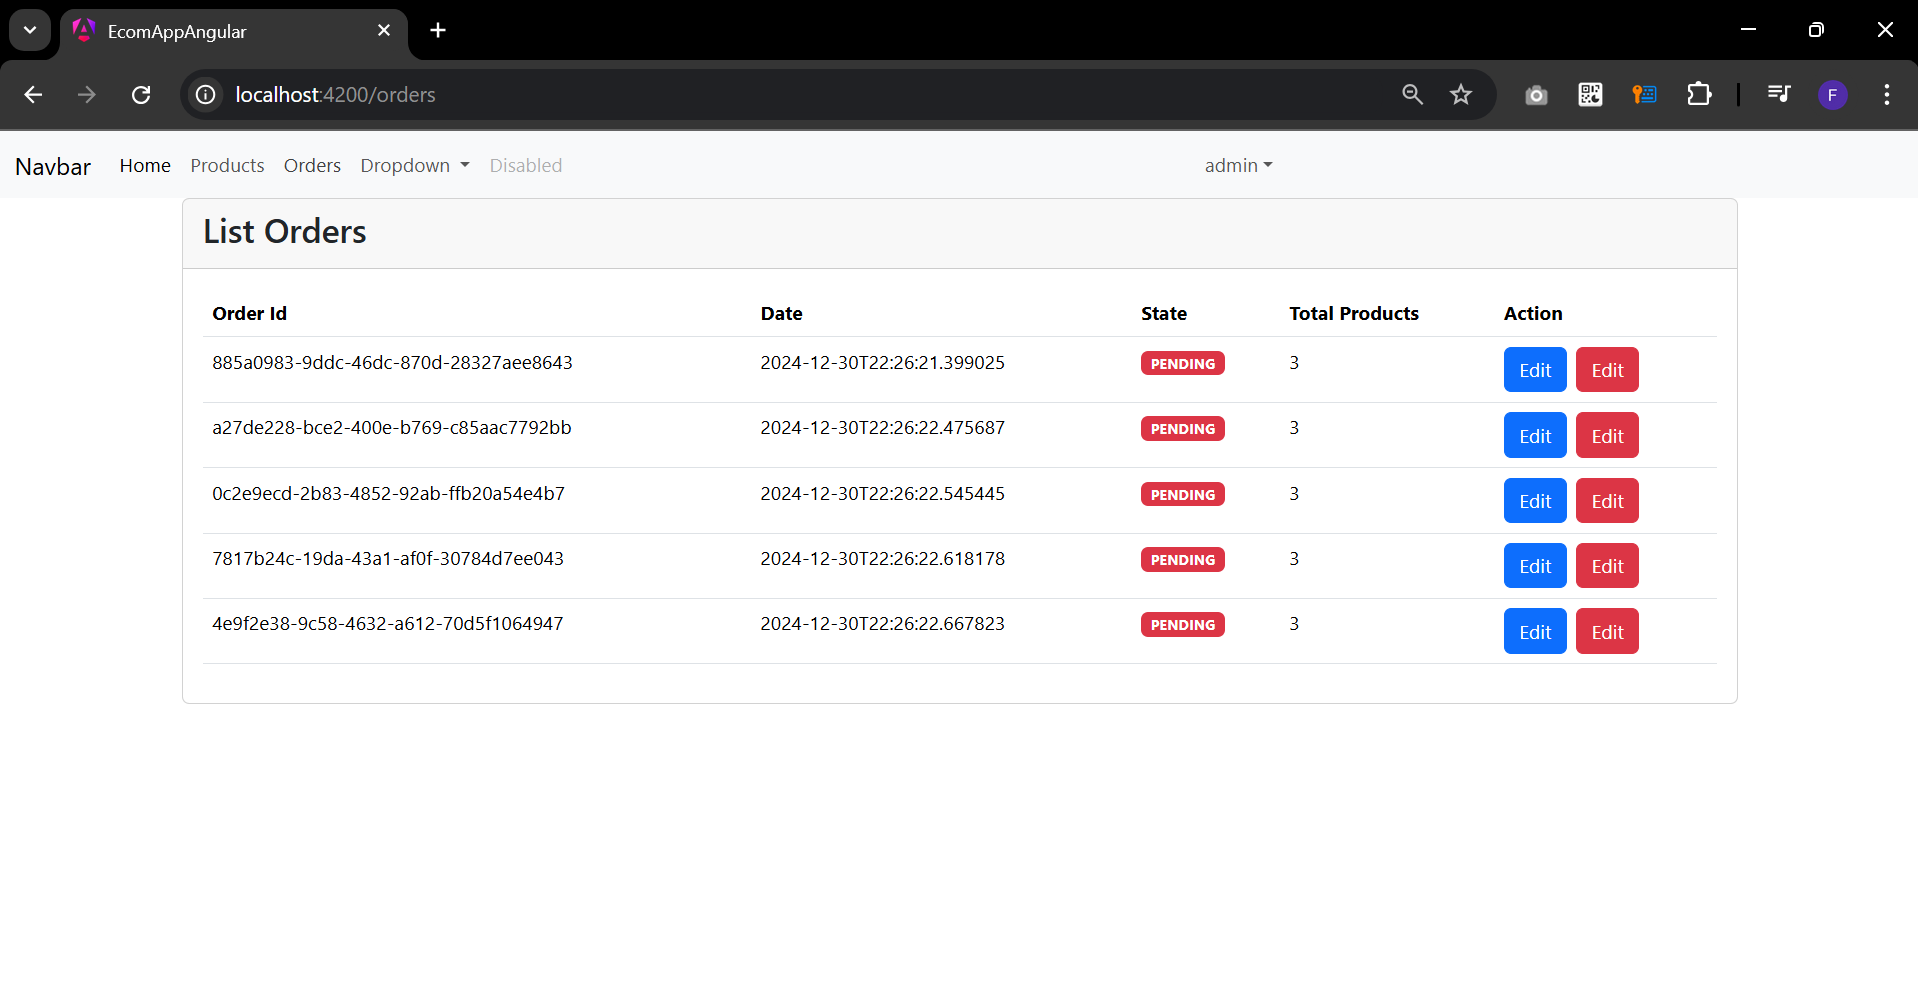 EcomAppAngular
localhost:4200/orders
F
Navbar Home Products Orders Dropdown Disabled admin
List Orders
Order Id Date State Total Products Action
885a0983-9ddc-46dc-870d-28327aee8643 2024-12-30T22:26:21.399025 PENDING 3 Edit Edit
a27de228-bce2-400e-b769-c85aac7792bb 2024-12-30T22:26:22.475687 PENDING 3 Edit Edit
0c2e9ecd-2b83-4852-92ab-ffb20a54e4b7 2024-12-30T22:26:22.545445 PENDING 3 Edit Edit
7817b24c-19da-43a1-af0f-30784d7ee043 2024-12-30T22:26:22.618178 PENDING 3 Edit Edit
4e9f2e38-9c58-4632-a612-70d5f1064947 2024-12-30T22:26:22.667823 PENDING 3 Edit Edit